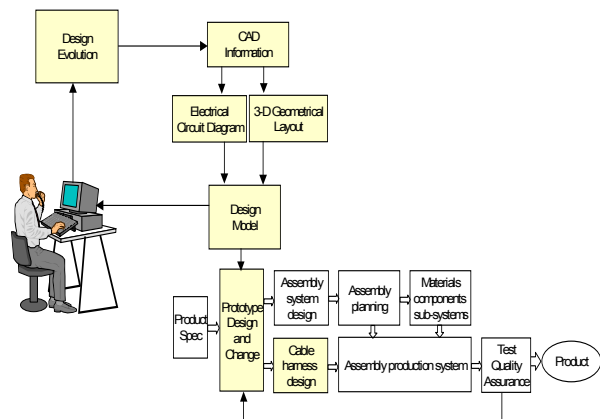 Design
Evolution
CAD
Information
Electrical
Circuit Diagram
3-D Geometrical
Layout
Design
Model
Product
Spec
Prototype
Design
and
Change
Assembly
system
design
Assembly
planning
Materials
components
sub-systems
Cable
harness
design
Assembly production system
Test
Quality
Assurance
Product